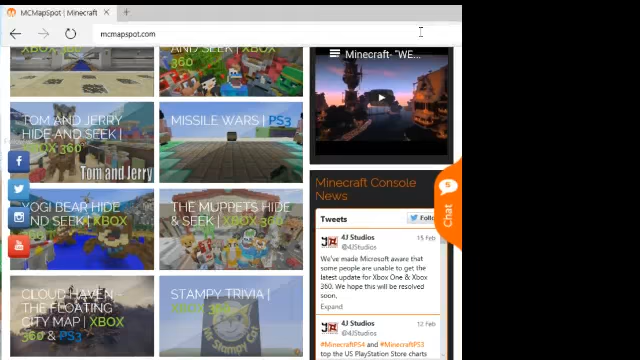 MCMapSpot | Minecraft
mcmapspot.com
XBOX 360
AND SEEK | XBOX
360
TOM AND JERRY
HIDE AND SEEK |
XBOX 360
Tom and Jerry
MISSILE WARS | PS3
YOGI BEAR HIDE
AND SEEK | XBOX
360
THE MUPPETS HIDE
& SEEK | XBOX 360
CLOUD HAVEN -
THE FLOATING
CITY MAP | XBOX
360 & PS3
STAMPY TRIVIA |
XBOX 360
Minecraft- "WE...
Minecraft Console
News
Tweets
Follo
4J Studios
15 Feb
@4JStudios
We've made Microsoft aware that
some people are unable to get the
latest update for Xbox One & Xbox
360. We hope this will be resolved
soon,
Expand
4J Studios
12 Feb
@4JStudios
#MinecraftPS4 and #MinecraftPS3
top the US PlayStation Store charts
Chat